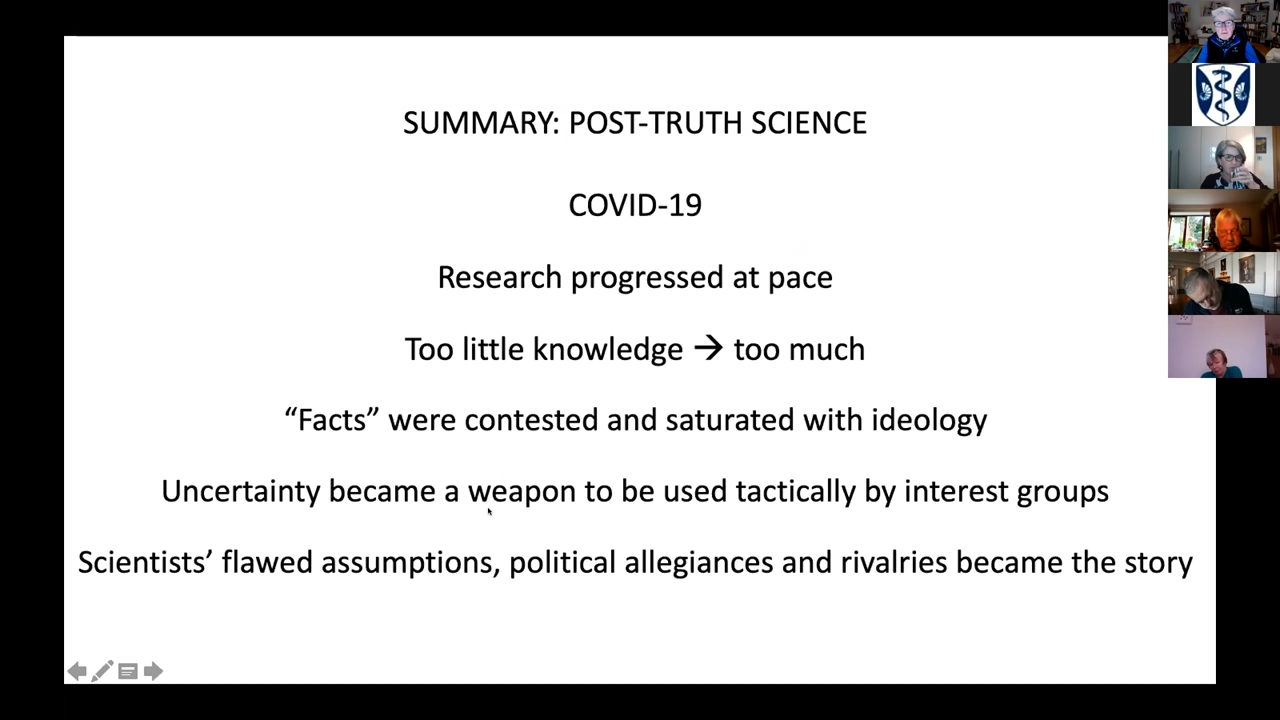 SUMMARY: POST-TRUTH SCIENCE
COVID-19
Research progressed at pace
Too little knowledge → too much
“Facts” were contested and saturated with ideology
Uncertainty became a weapon to be used tactically by interest groups
Scientists’ flawed assumptions, political allegiances and rivalries became the story